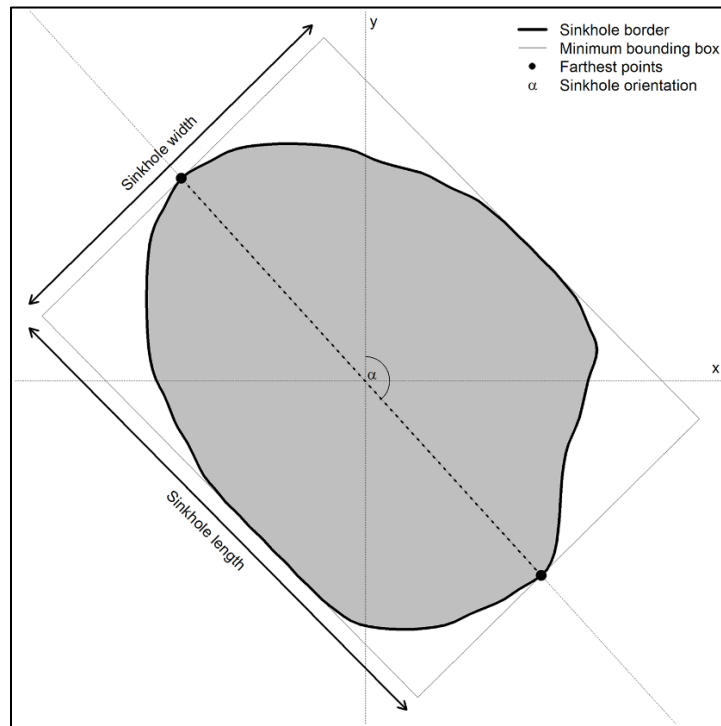 y
Sinkhole border
Minimum bounding box
Farthest points
α Sinkhole orientation
Sinkhole width
x
α
Sinkhole length